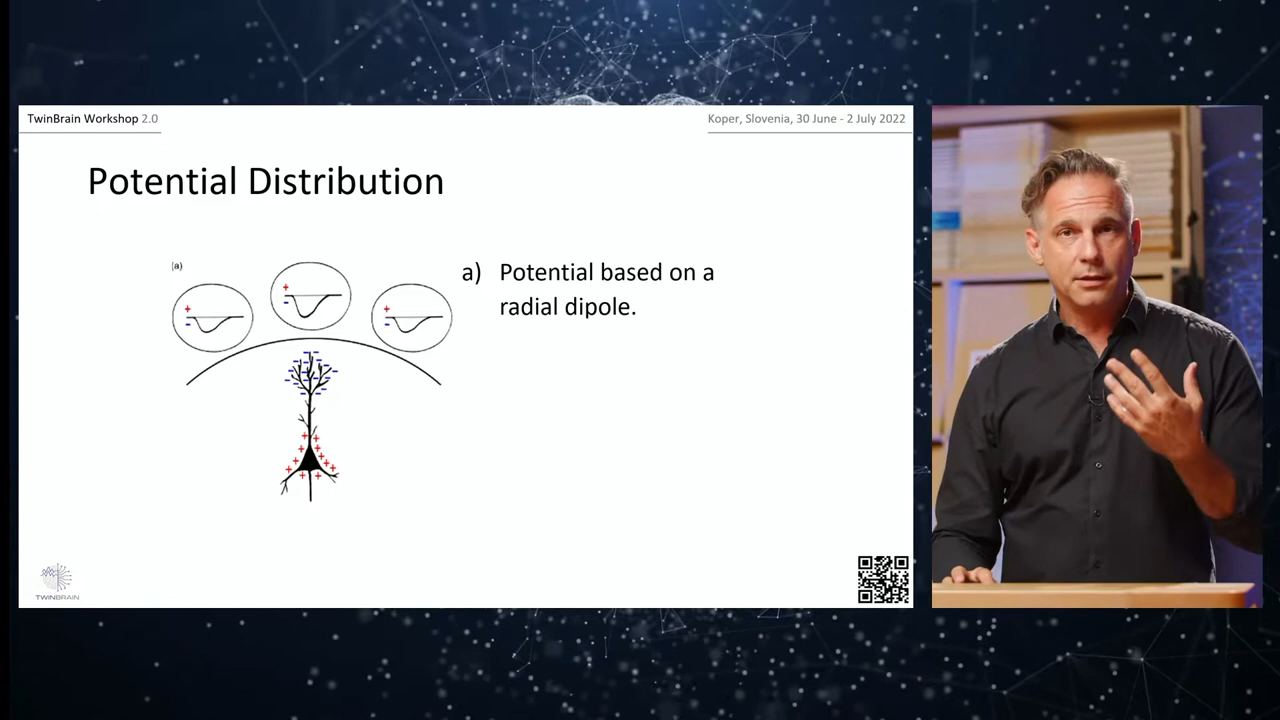 TwinBrain Workshop 2.0
Koper, Slovenia, 30 June - 2 July 2022
Potential Distribution
(a)
a) Potential based on a
radial dipole.
TWINBRAIN